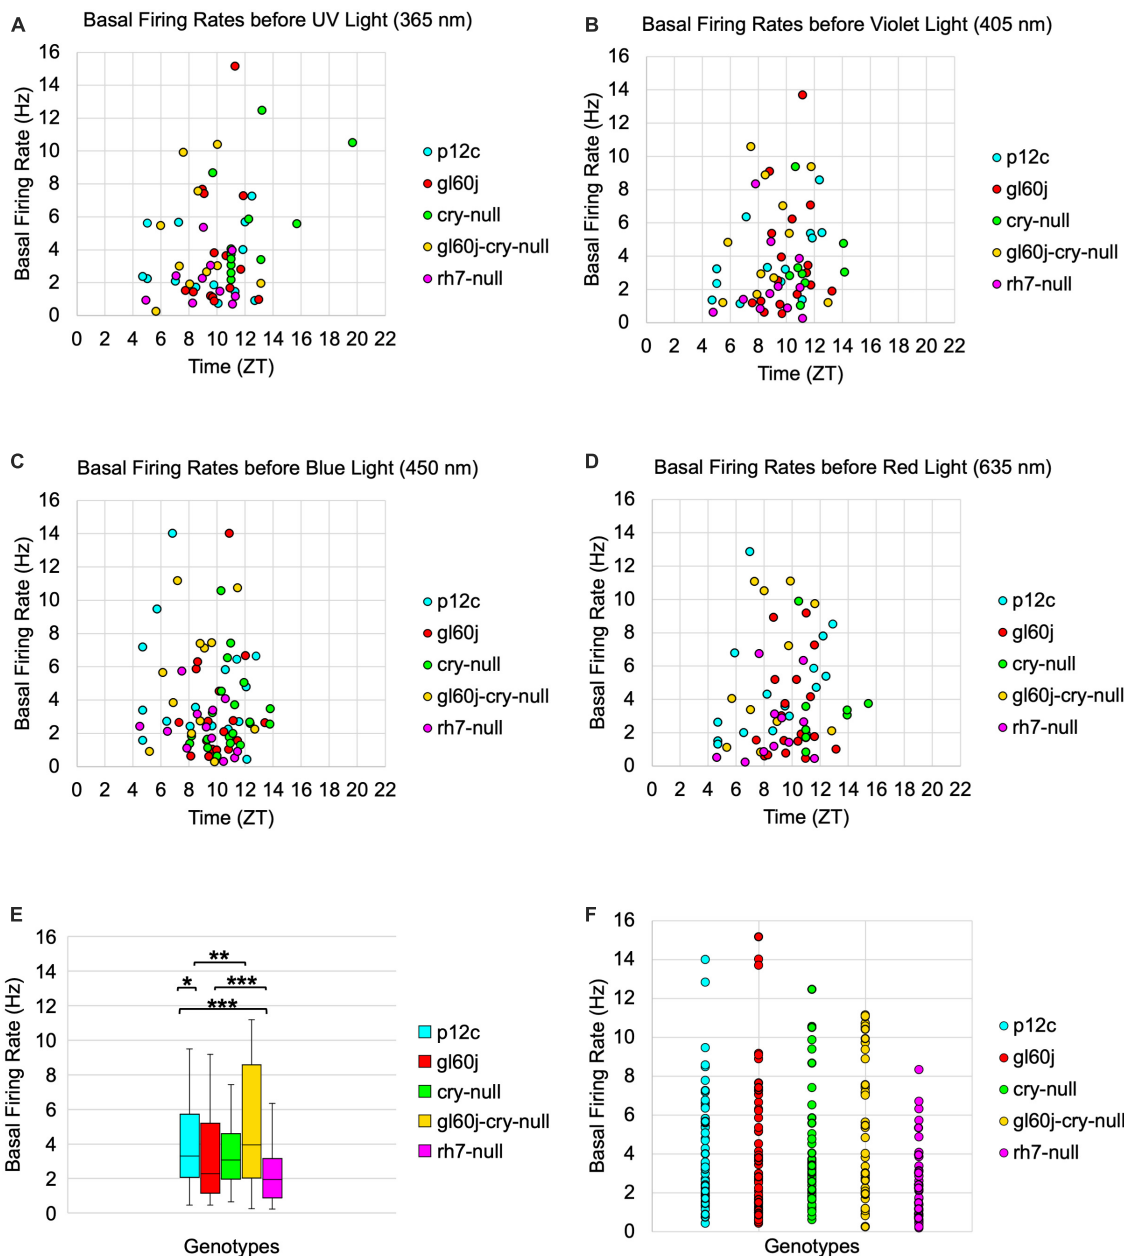 A
Basal Firing Rates before UV Light (365 nm)
Basal Firing Rate (Hz)
16
14
12
10
8
6
4
2
0
0 2 4 6 8 10 12 14 16 18 20 22
Time (ZT)
p12c
gl60j
cry-null
gl60j-cry-null
rh7-null
B
Basal Firing Rates before Violet Light (405 nm)
Basal Firing Rate (Hz)
16
14
12
10
8
6
4
2
0
0 2 4 6 8 10 12 14 16 18 20 22
Time (ZT)
p12c
gl60j
cry-null
gl60j-cry-null
rh7-null
C
Basal Firing Rates before Blue Light (450 nm)
Basal Firing Rate (Hz)
16
14
12
10
8
6
4
2
0
0 2 4 6 8 10 12 14 16 18 20 22
Time (ZT)
p12c
gl60j
cry-null
gl60j-cry-null
rh7-null
D
Basal Firing Rates before Red Light (635 nm)
Basal Firing Rate (Hz)
16
14
12
10
8
6
4
2
0
0 2 4 6 8 10 12 14 16 18 20 22
Time (ZT)
p12c
gl60j
cry-null
gl60j-cry-null
rh7-null
E
Basal Firing Rate (Hz)
16
14
12
10
8
6
4
2
0
**
* ***
***
Genotypes
p12c
gl60j
cry-null
gl60j-cry-null
rh7-null
F
Basal Firing Rate (Hz)
16
14
12
10
8
6
4
2
0
Genotypes
p12c
gl60j
cry-null
gl60j-cry-null
rh7-null